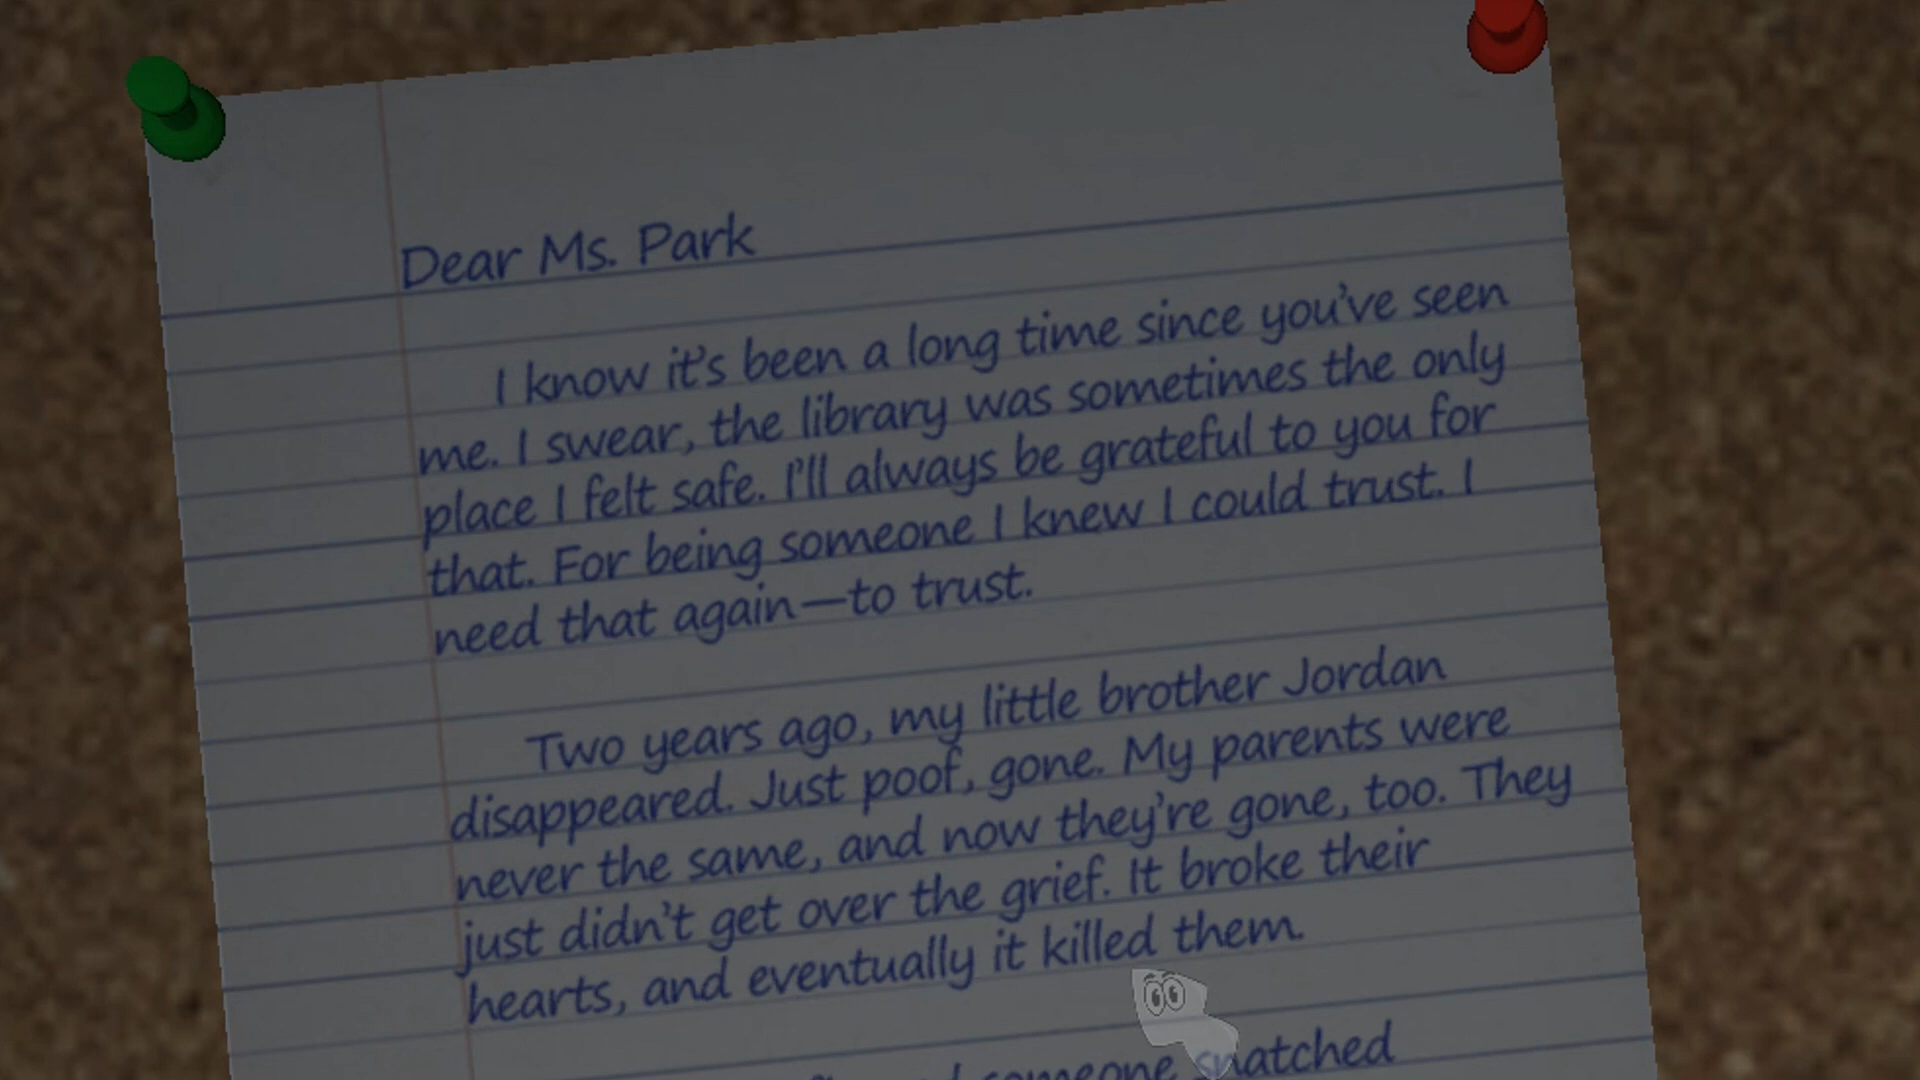 Dear Ms. Park
I know it's been a long time since you've seen
me. I swear, the library was sometimes the only
place I felt safe. I'll always be grateful to you for
that. For being someone I knew I could trust. I
need that again—to trust.
Two years ago, my little brother Jordan
disappeared. Just poof, gone. My parents were
never the same, and now they're gone, too. They
just didn't get over the grief. It broke their
hearts, and eventually it killed them.
someone snatched